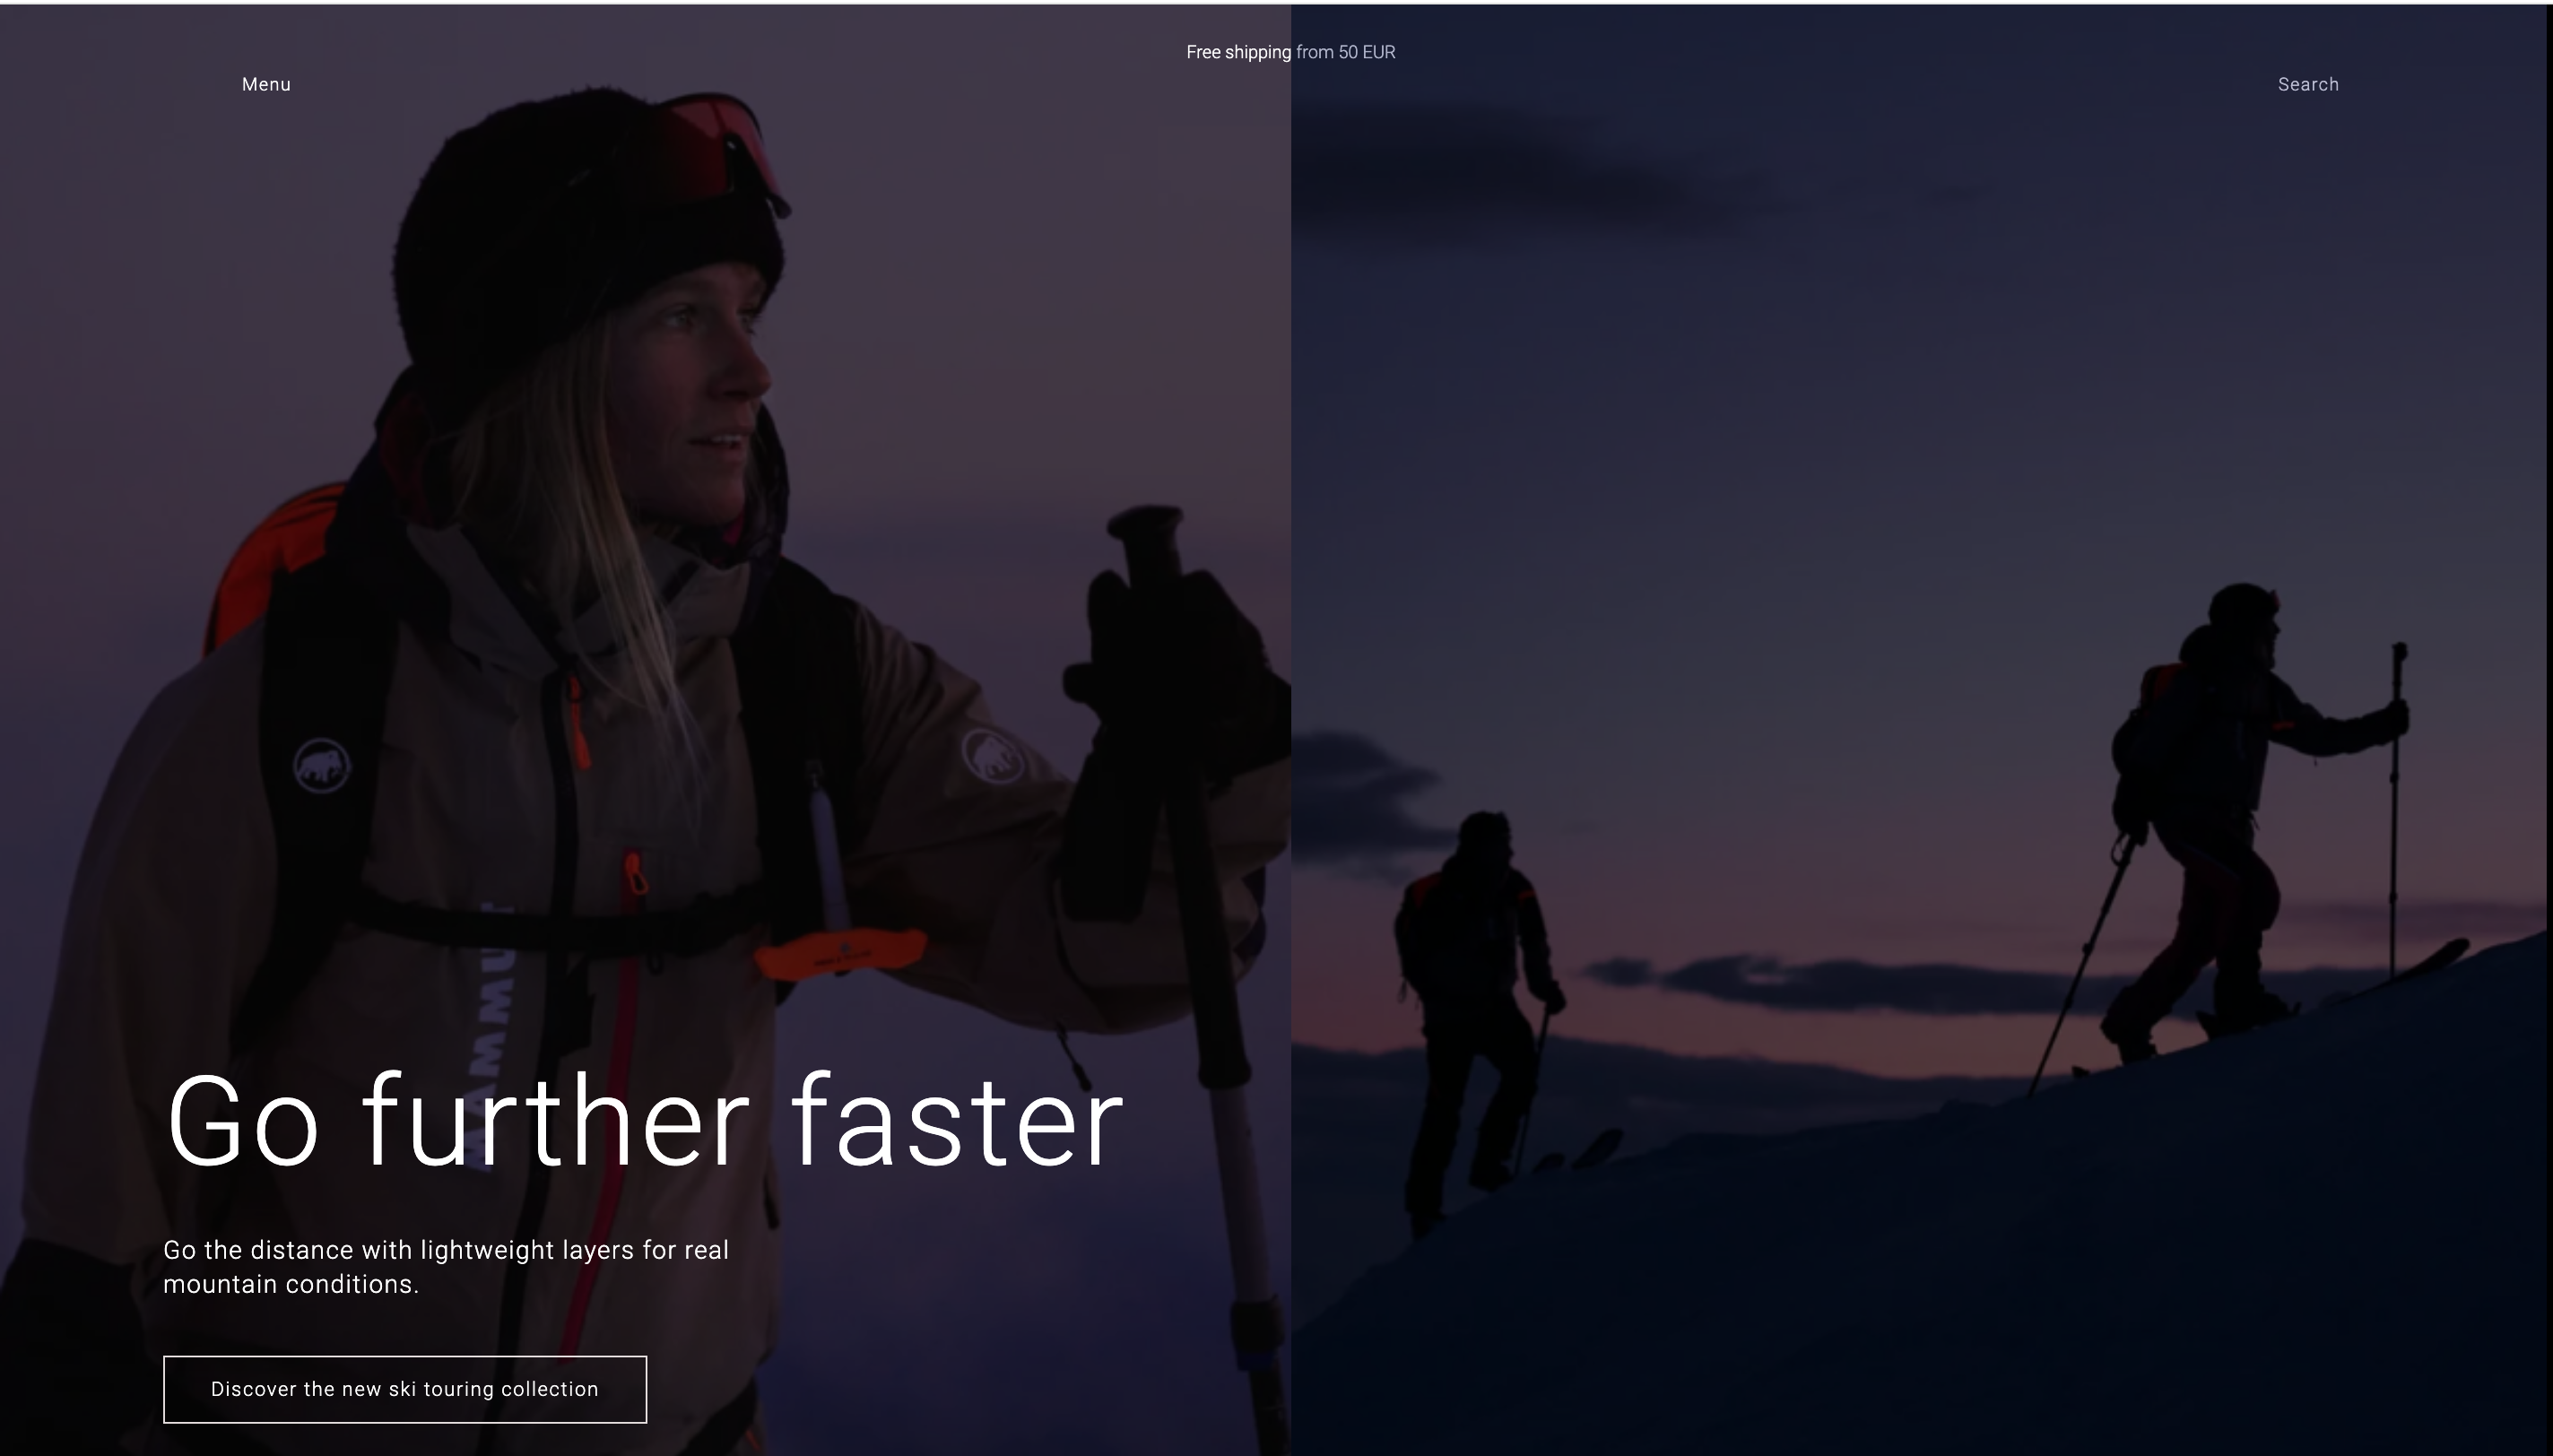 Free shipping from 50 EUR
Menu
Search
MAMMUT
Go further faster
Go the distance with lightweight layers for real
mountain conditions.
Discover the new ski touring collection